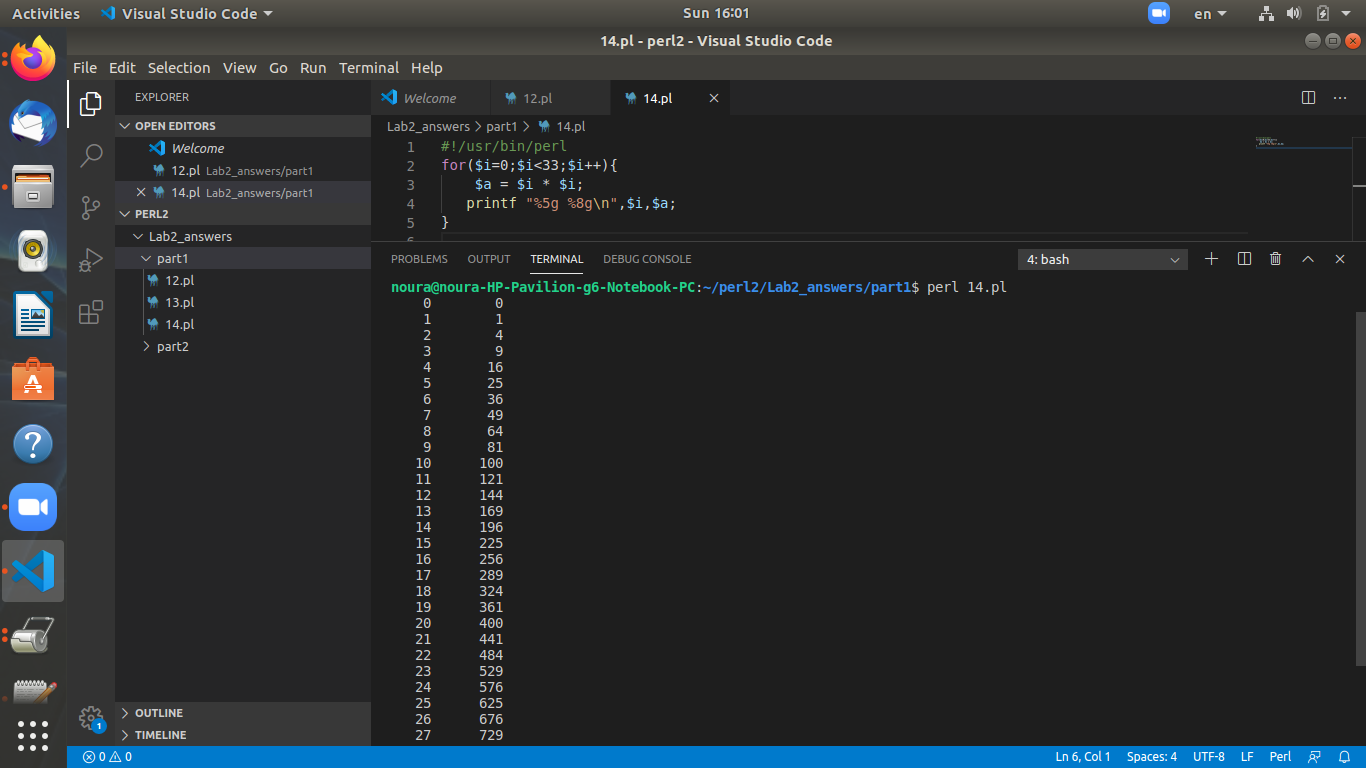 Activities Visual Studio Code Sun 16:01 en
14.pl - perl2 - Visual Studio Code
File Edit Selection View Go Run Terminal Help
EXPLORER
OPEN EDITORS
Welcome
12.pl Lab2_answers/part1
14.pl Lab2_answers/part1
PERL2
Lab2_answers
part1
12.pl
13.pl
14.pl
part2
OUTLINE
TIMELINE
1
Welcome 12.pl 14.pl
Lab2_answers > part1 > 14.pl
1 #!/usr/bin/perl
2 for($i=0;$i<33;$i++){
3 $a = $i * $i;
4 printf "%5g %8g\n",$i,$a;
5 }
6
PROBLEMS OUTPUT TERMINAL DEBUG CONSOLE 4: bash
noura@noura-HP-Pavilion-g6-Notebook-PC:~/perl2/Lab2_answers/part1$ perl 14.pl
0 0
1 1
2 4
3 9
4 16
5 25
6 36
7 49
8 64
9 81
10 100
11 121
12 144
13 169
14 196
15 225
16 256
17 289
18 324
19 361
20 400
21 441
22 484
23 529
24 576
25 625
26 676
27 729
0 0 Ln 6, Col 1 Spaces: 4 UTF-8 LF Perl